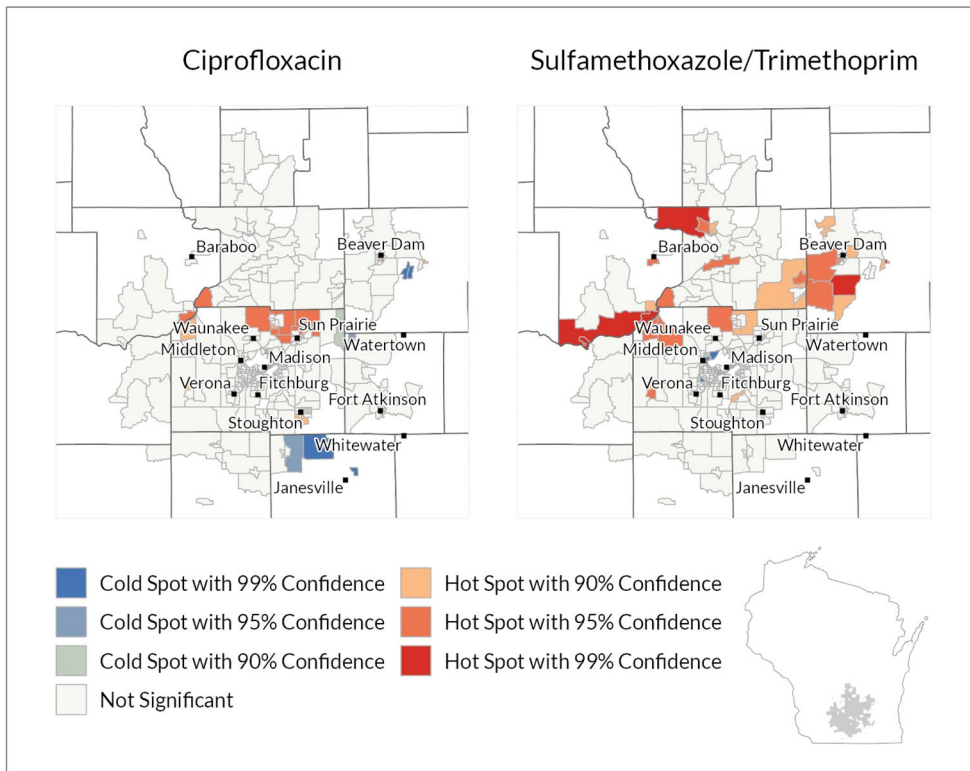 Ciprofloxacin
Sulfamethoxazole/Trimethoprim
Baraboo
Beaver Dam
Waunakee
Sun Prairie
Middleton
Madison
Watertown
Verona
Fitchburg
Fort Atkinson
Stoughton
Whitewater
Janesville
Baraboo
Beaver Dam
Waunakee
Sun Prairie
Middleton
Madison
Watertown
Verona
Fitchburg
Fort Atkinson
Stoughton
Whitewater
Janesville
Cold Spot with 99% Confidence
Cold Spot with 95% Confidence
Cold Spot with 90% Confidence
Not Significant
Hot Spot with 90% Confidence
Hot Spot with 95% Confidence
Hot Spot with 99% Confidence